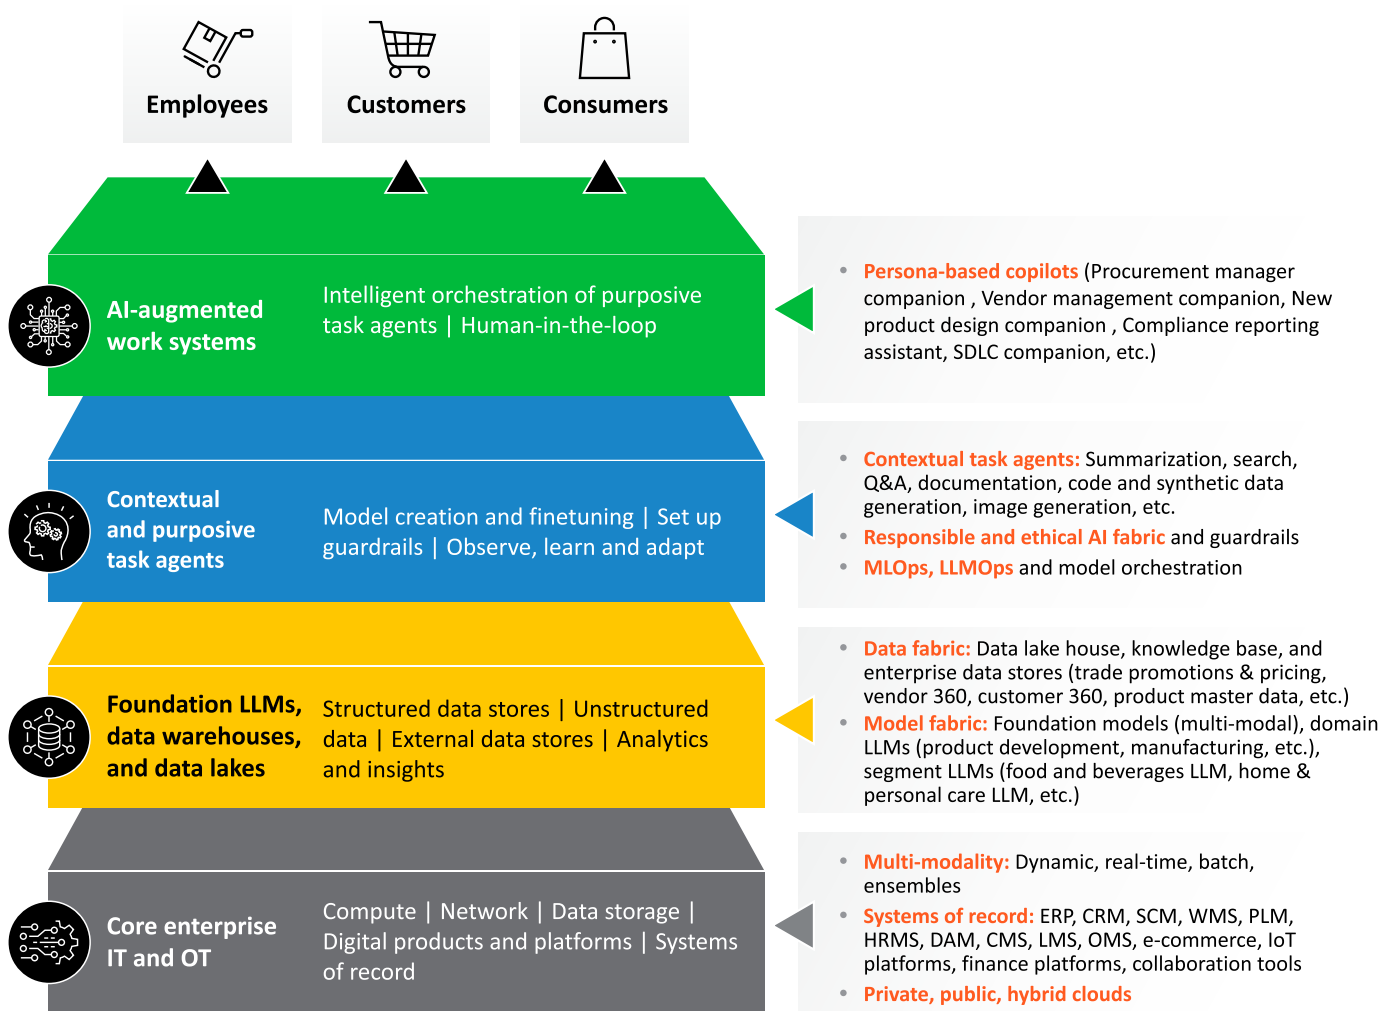 Employees
Customers
Consumers
AI-augmented
work systems
Intelligent orchestration of purposive
task agents | Human-in-the-loop
• Persona-based copilots (Procurement manager
companion , Vendor management companion, New
product design companion , Compliance reporting
assistant, SDLC companion, etc.)
Contextual
and purposive
task agents
Model creation and finetuning | Set up
guardrails | Observe, learn and adapt
• Contextual task agents: Summarization, search,
Q&A, documentation, code and synthetic data
generation, image generation, etc.
• Responsible and ethical AI fabric and guardrails
• MLOps, LLMOps and model orchestration
Foundation LLMs,
data warehouses,
and data lakes
Structured data stores | Unstructured
data | External data stores | Analytics
and insights
• Data fabric: Data lake house, knowledge base, and
enterprise data stores (trade promotions & pricing,
vendor 360, customer 360, product master data, etc.)
• Model fabric: Foundation models (multi-modal), domain
LLMs (product development, manufacturing, etc.),
segment LLMs (food and beverages LLM, home &
personal care LLM, etc.)
Core enterprise
IT and OT
Compute | Network | Data storage |
Digital products and platforms | Systems
of record
• Multi-modality: Dynamic, real-time, batch,
ensembles
• Systems of record: ERP, CRM, SCM, WMS, PLM,
HRMS, DAM, CMS, LMS, OMS, e-commerce, IoT
platforms, finance platforms, collaboration tools
• Private, public, hybrid clouds